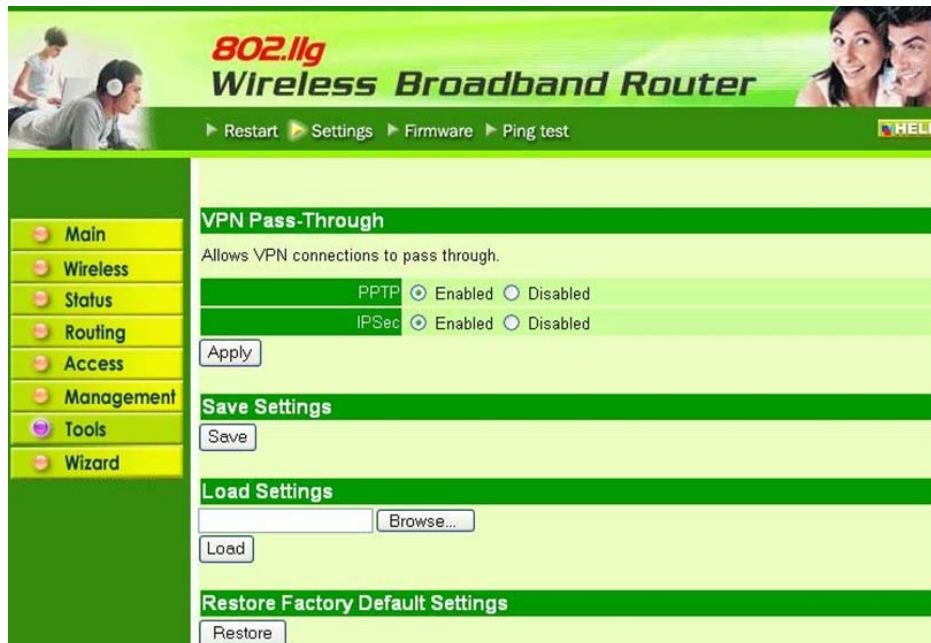 802.11g
Wireless Broadband Router
Restart Settings Firmware Ping test
HELP
Main
Wireless
Status
Routing
Access
Management
Tools
Wizard
VPN Pass-Through
Allows VPN connections to pass through.
PPTP Enabled Disabled
IPSec Enabled Disabled
Apply
Save Settings
Save
Load Settings
Browse...
Load
Restore Factory Default Settings
Restore